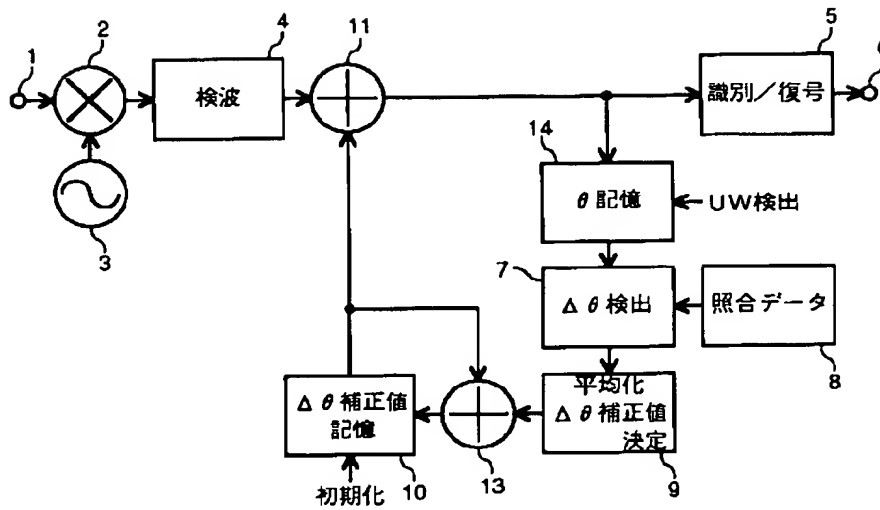 1
2
3
4
検波
11
5
識別/復号
6
14
θ記憶
UW検出
7
Δθ検出
照合データ
8
平均化
Δθ補正値
決定
9
13
Δθ補正値
記憶
10
初期化